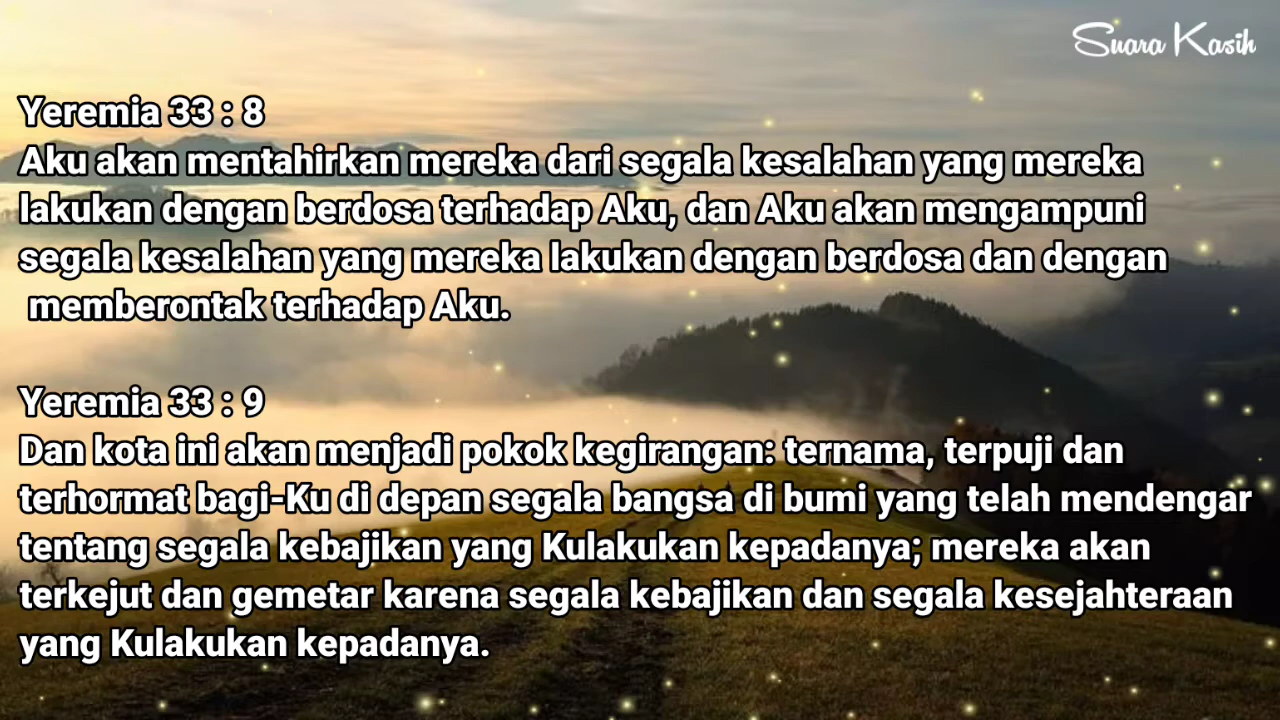 Suara Kasih
Yeremia 33 : 8
Aku akan mentahirkan mereka dari segala kesalahan yang mereka
lakukan dengan berdosa terhadap Aku, dan Aku akan mengampuni
segala kesalahan yang mereka lakukan dengan berdosa dan dengan
memberontak terhadap Aku.
Yeremia 33 : 9
Dan kota ini akan menjadi pokok kegirangan: ternama, terpuji dan
terhormat bagi-Ku di depan segala bangsa di bumi yang telah mendengar
tentang segala kebajikan yang Kulakukan kepadanya; mereka akan
terkejut dan gemetar karena segala kebajikan dan segala kesejahteraan
yang Kulakukan kepadanya.